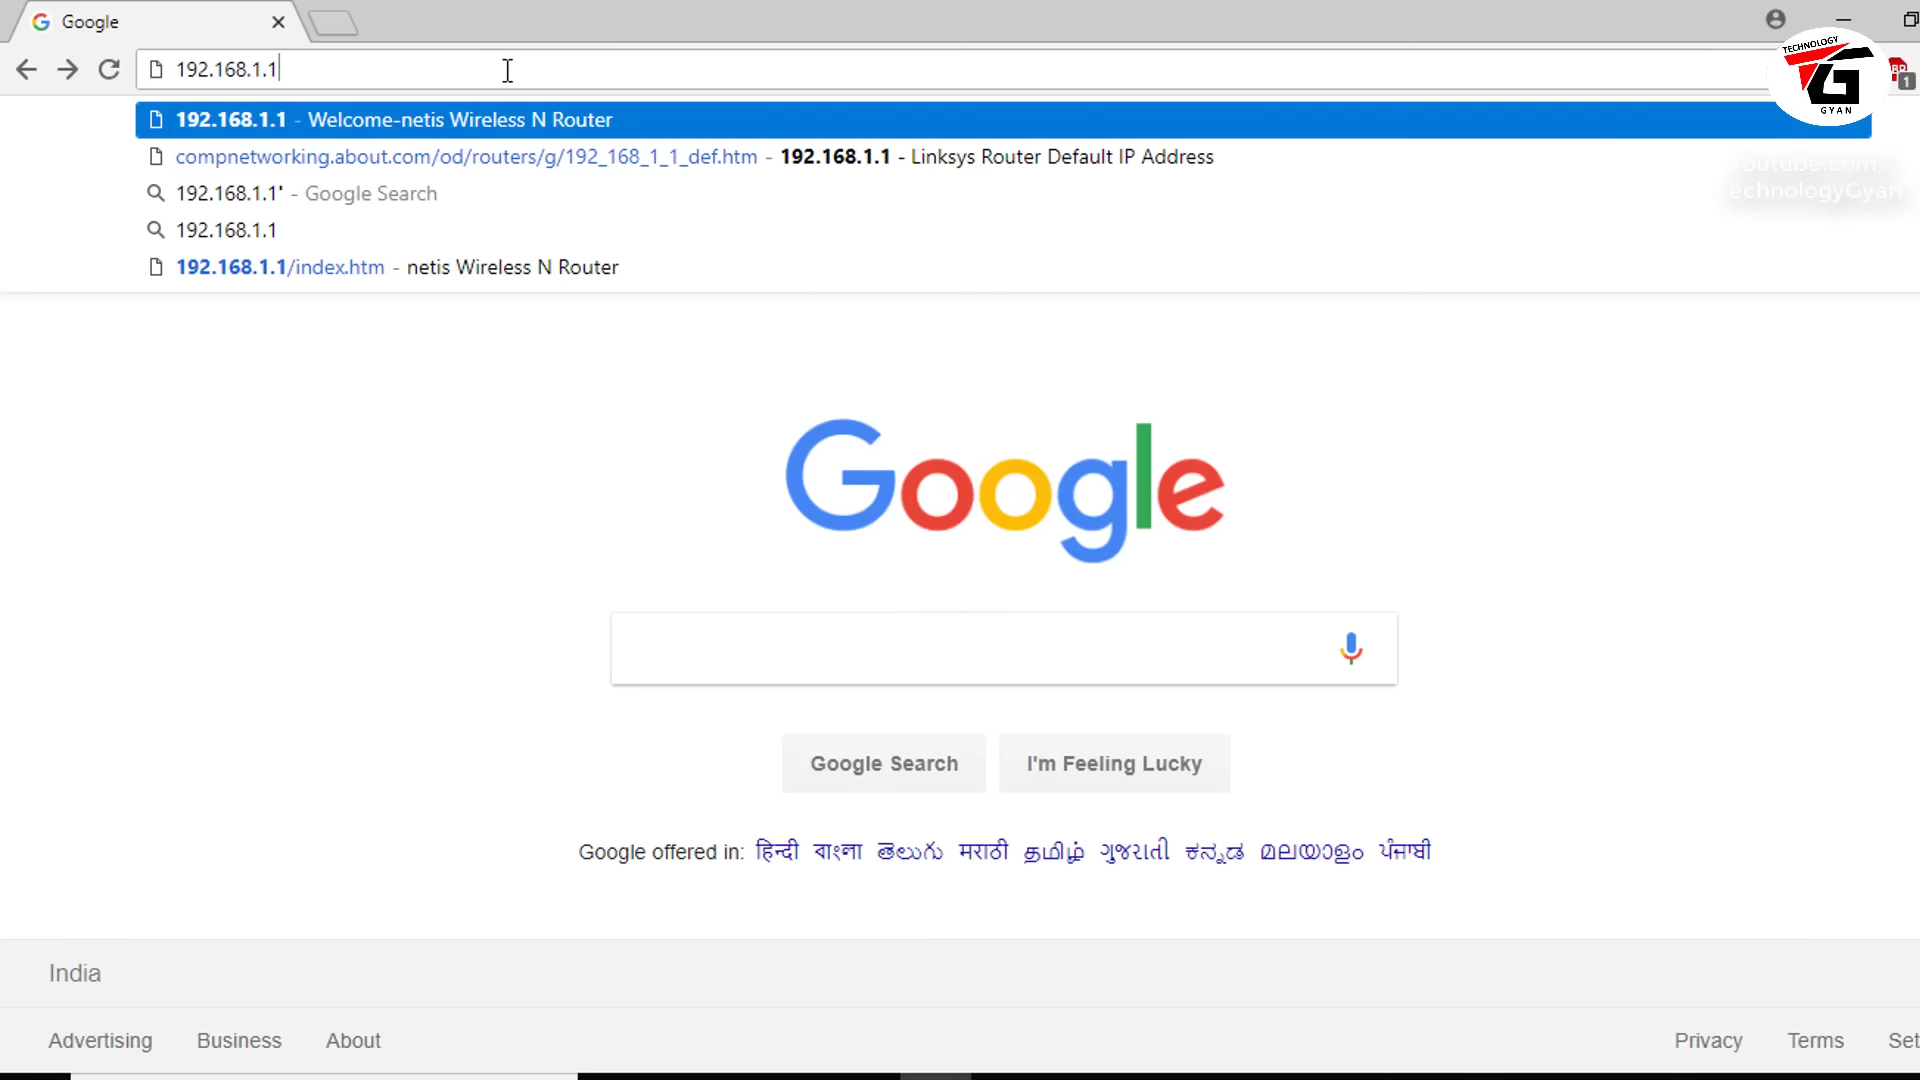 Google
192.168.1.1
TECHNOLOGY
GYAN
1
192.168.1.1 - Welcome-netis Wireless N Router
compnetworking.about.com/od/routers/g/192_168_1_1_def.htm - 192.168.1.1 - Linksys Router Default IP Address
youtube.com/
TechnologyGyan
192.168.1.1' - Google Search
192.168.1.1
192.168.1.1/index.htm - netis Wireless N Router
Google
Google Search I'm Feeling Lucky
Google offered in: हिन्दी বাংলা తెలుగు मराठी தமிழ் ગુજરાતી ಕನ್ನಡ മലയാളം ਪੰਜਾਬੀ
India
Advertising Business About Privacy Terms Set